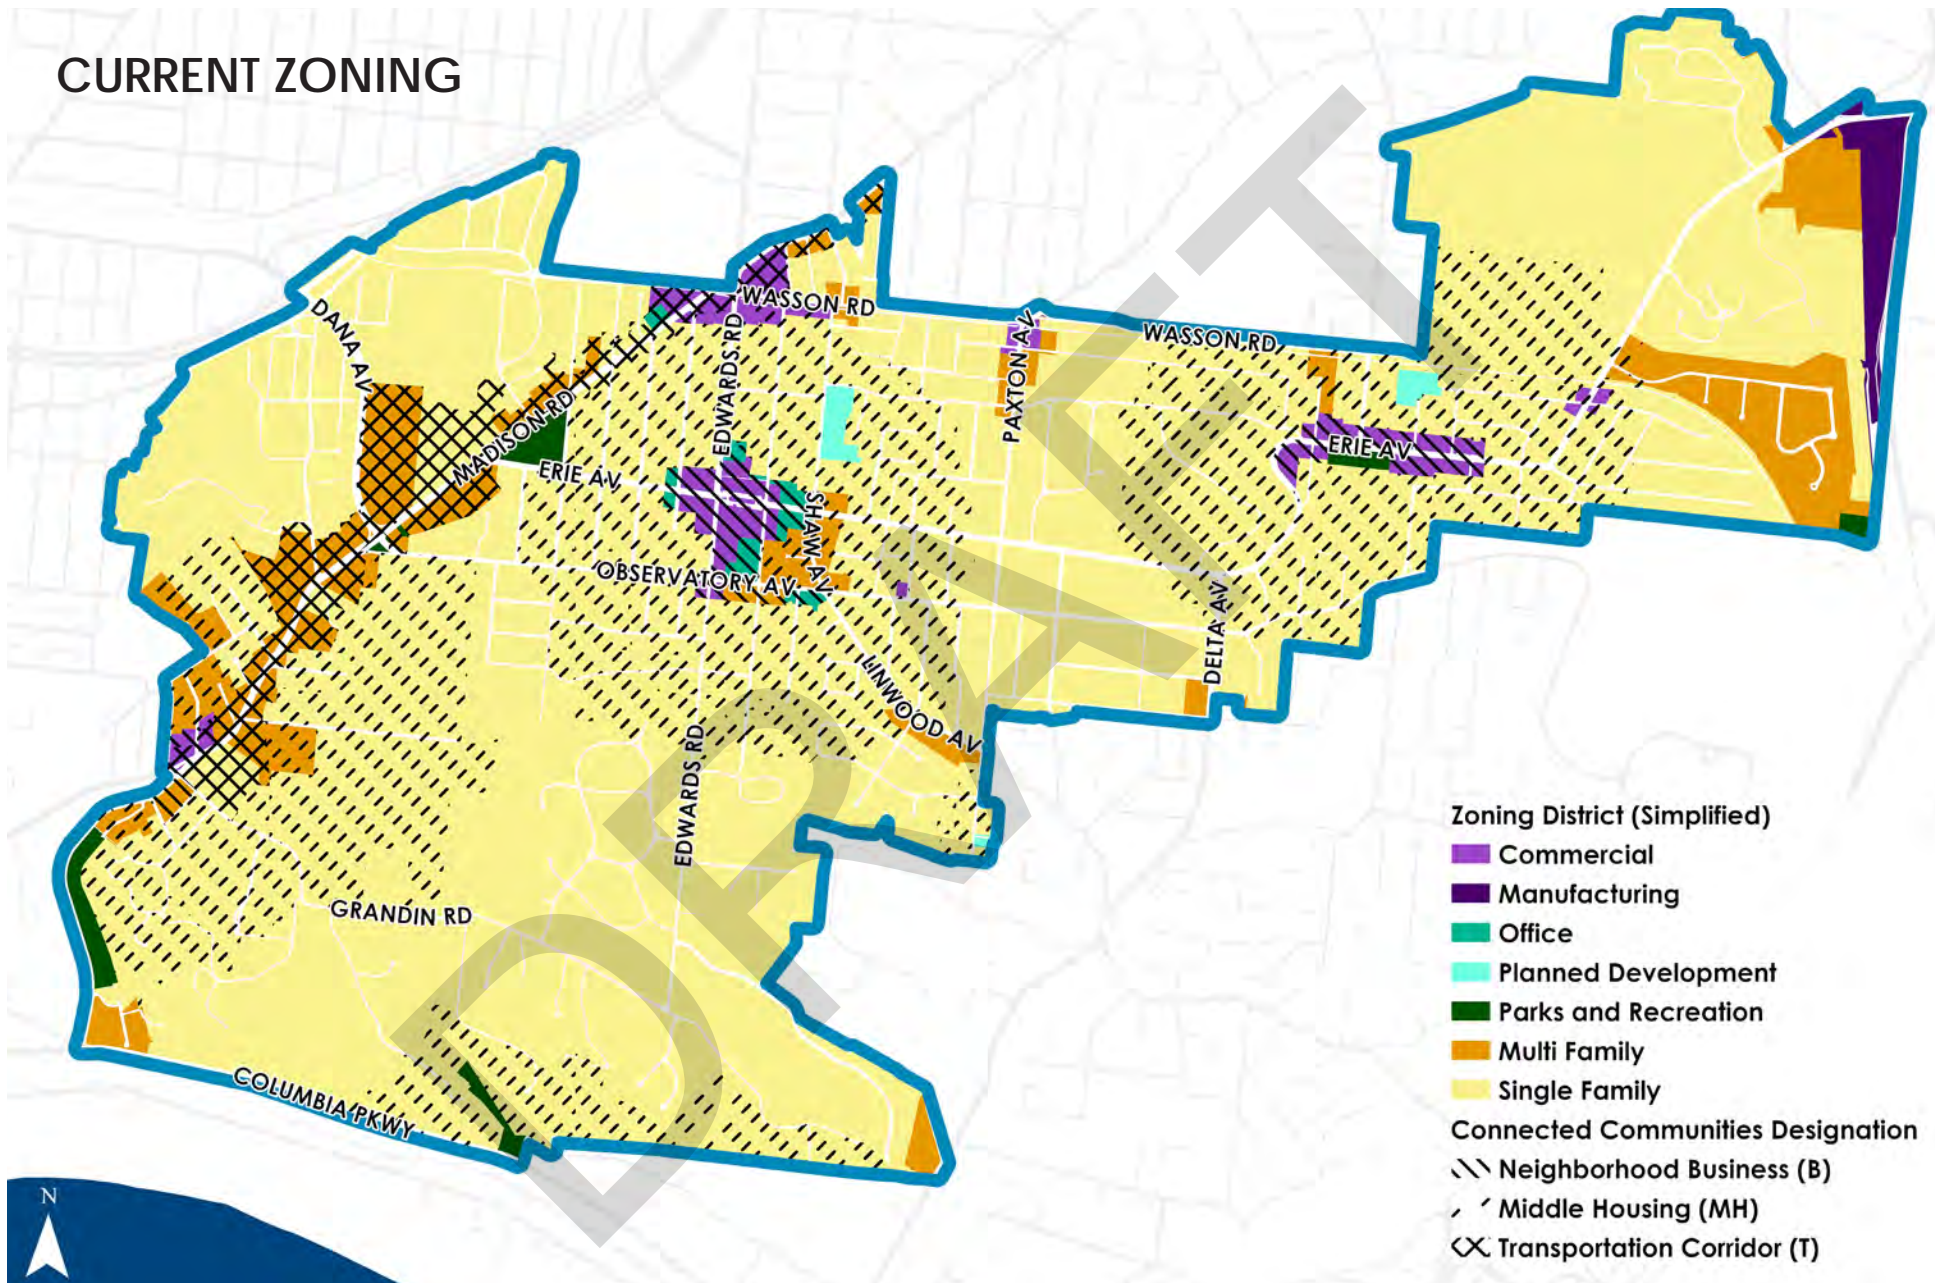 CURRENT ZONING
DANA AV
WASSON RD
EDWARDS RD
PAXTON AV
WASSON RD
MADISON RD
ERIE AV
ERIE AV
SHAW AV
OBSERVATORY AV
DELTA AV
LINWOOD AV
EDWARDS RD
GRANDIN RD
COLUMBIA PKWY
DRAFT
Zoning District (Simplified)
Commercial
Manufacturing
Office
Planned Development
Parks and Recreation
Multi Family
Single Family
Connected Communities Designation
Neighborhood Business (B)
Middle Housing (MH)
Transportation Corridor (T)
N